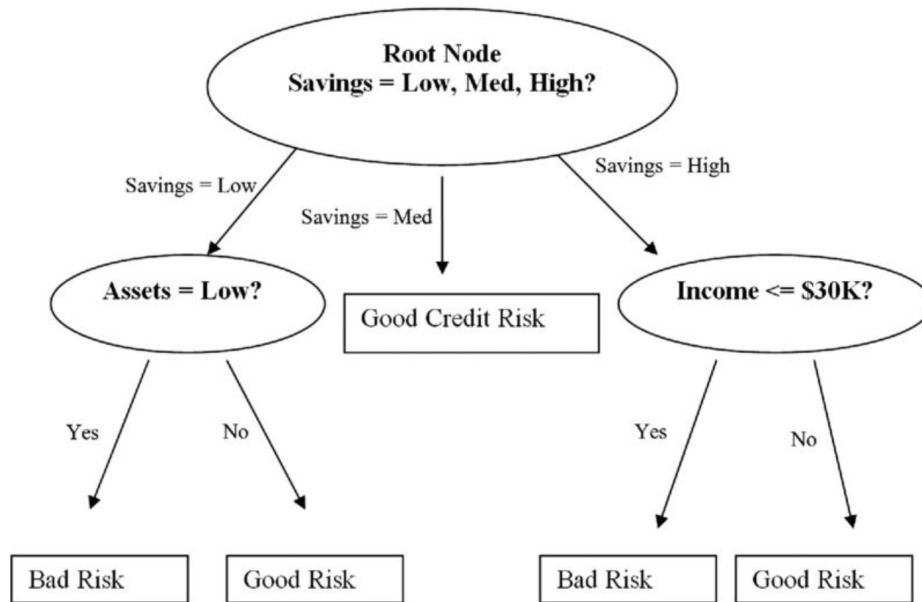 Root Node
Savings = Low, Med, High?
Savings = Low
Savings = Med
Savings = High
Assets = Low?
Good Credit Risk
Income <= $30K?
Yes
No
Yes
No
Bad Risk
Good Risk
Bad Risk
Good Risk